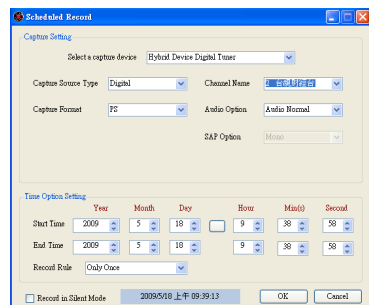 Scheduled Record
Capture Setting
Select a capture device Hybrid Device Digital Tuner
Capture Source Type Digital Channel Name 2
Capture Format PS Audio Option Audio Normal
SAP Option Mono
Time Option Setting
Year Month Day Hour Min(s) Second
Start Time 2009 5 18 9 38 58
End Time 2009 5 18 9 38 58
Record Rule Only Once
Record in Silent Mode 2009/5/18 上午 09:39:13 OK Cancel